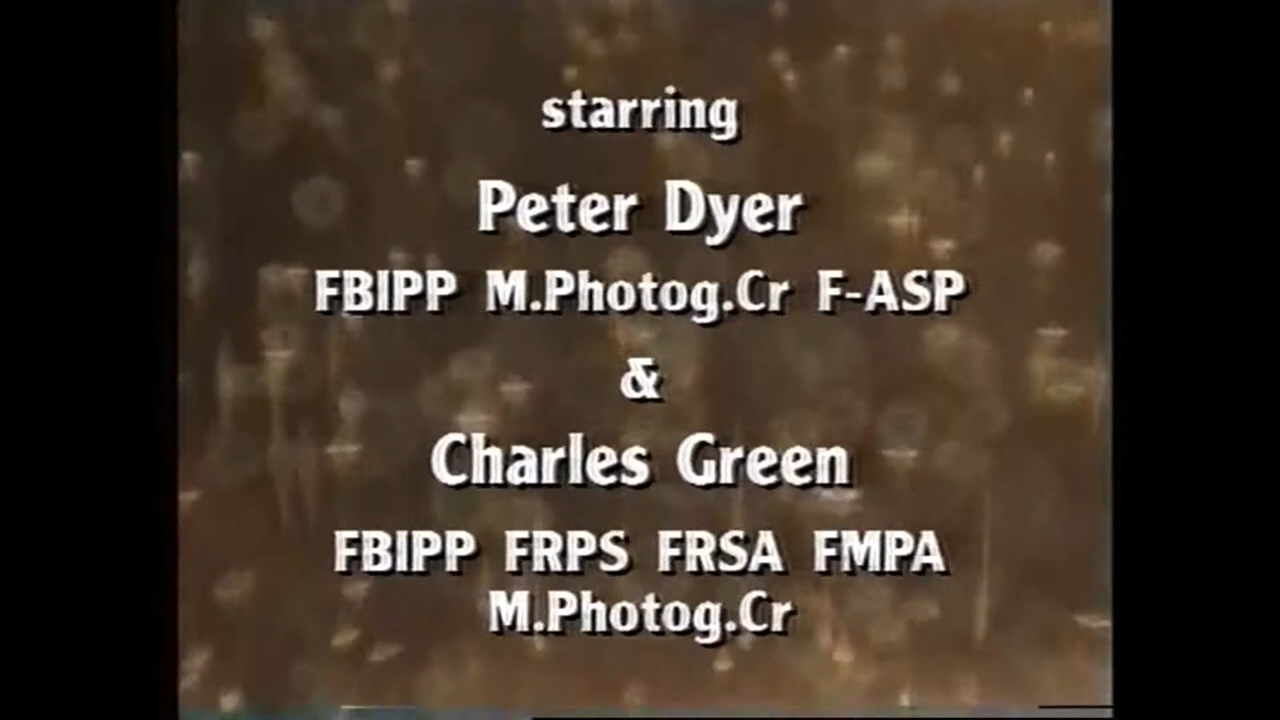 starring
Peter Dyer
FBIPP M.Photog.Cr F-ASP
&
Charles Green
FBIPP FRPS FRSA FMPA
M.Photog.Cr